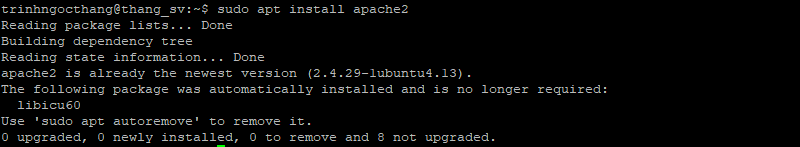 trinhngocthang@thang_sv:~$ sudo apt install apache2
Reading package lists... Done
Building dependency tree
Reading state information... Done
apache2 is already the newest version (2.4.29-1ubuntu4.13).
The following package was automatically installed and is no longer required:
  libicu60
Use 'sudo apt autoremove' to remove it.
0 upgraded, 0 newly installed, 0 to remove and 8 not upgraded.